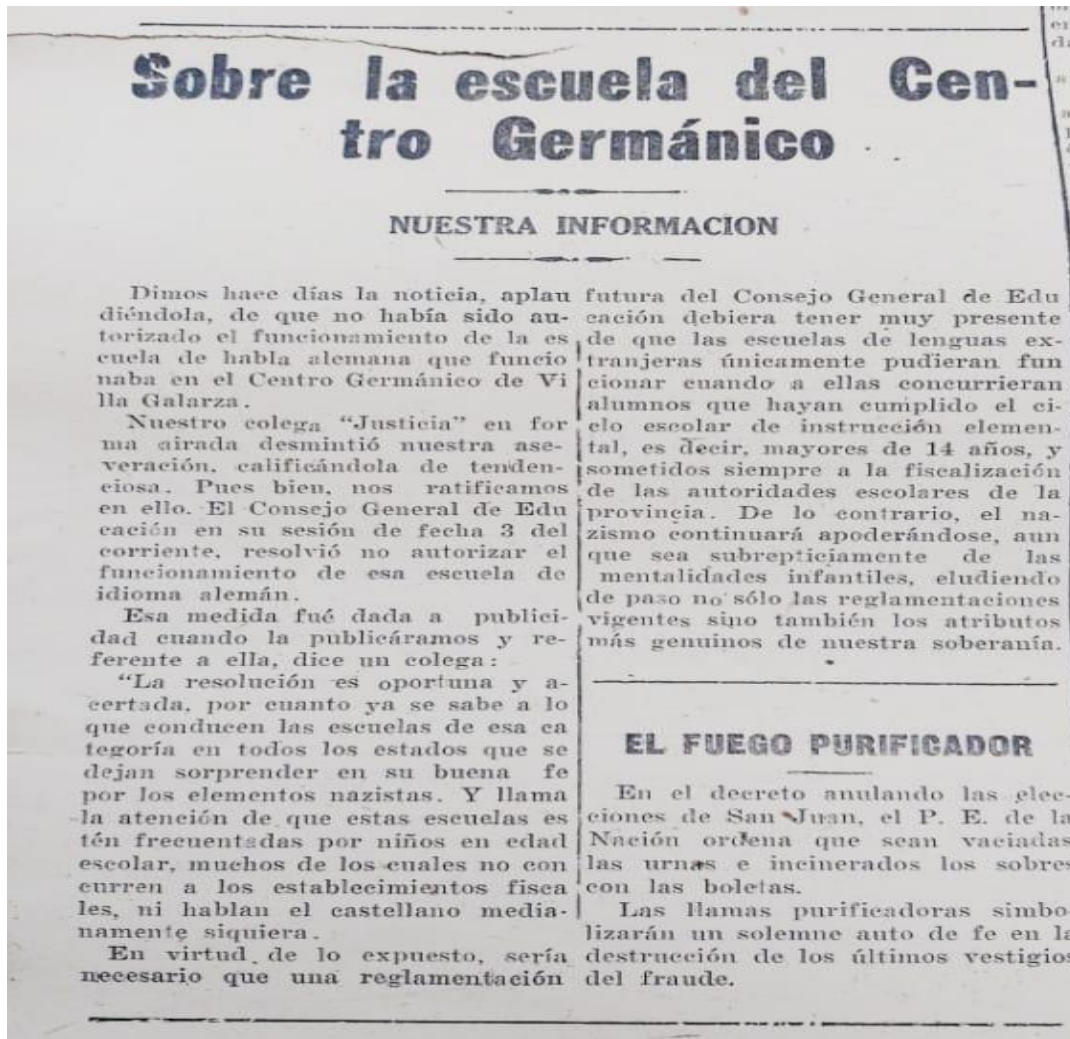 Sobre la escuela del Cen-
tro Germánico
NUESTRA INFORMACION
Dimos hace días la noticia, aplau
diéndola, de que no había sido au-
torizado el funcionamiento de la es
cuela de habla alemana que funcio
naba en el Centro Germánico de Vi
lla Galarza.
Nuestro colega “Justicia” en for
ma airada desmintió nuestra ase-
veración, calificándola de tenden-
ciosa. Pues bien, nos ratificamos
en ello. El Consejo General de Edu
cación en su sesión de fecha 3 del
corriente, resolvió no autorizar el
funcionamiento de esa escuela de
idioma alemán.
Esa medida fué dada a publici-
dad cuando la publicáramos y re-
ferente a ella, dice un colega:
“La resolución es oportuna y a-
certada, por cuanto ya se sabe a lo
que conducen las escuelas de esa ca
tegoría en todos los estados que se
dejan sorprender en su buena fe
por los elementos nazistas. Y llama
la atención de que estas escuelas es
tén frecuentadas por niños en edad
escolar, muchos de los cuales no con
curren a los establecimientos fisca
les, ni hablan el castellano media-
namente siquiera.
En virtud de lo expuesto, sería
necesario que una reglamentación
futura del Consejo General de Edu
cación debiera tener muy presente
de que las escuelas de lenguas ex-
tranjeras únicamente pudieran fun
cionar cuando a ellas concurrieran
alumnos que hayan cumplido el ci-
clo escolar de instrucción elemen-
tal, es decir, mayores de 14 años, y
sometidos siempre a la fiscalización
de las autoridades escolares de la
provincia. De lo contrario, el na-
zismo continuará apoderándose, aun
que sea subrepticiamente de las
mentalidades infantiles, eludiendo
de paso no sólo las reglamentaciones
vigentes sino también los atributos
más genuinos de nuestra soberanía.
EL FUEGO PURIFICADOR
En el decreto anulando las elec-
ciones de San Juan, el P. E. de la
Nación ordena que sean vaciadas
las urnas e incinerados los sobres
con las boletas.
Las llamas purificadoras simbo-
lizarán un solemne auto de fe en la
destrucción de los últimos vestigios
del fraude.